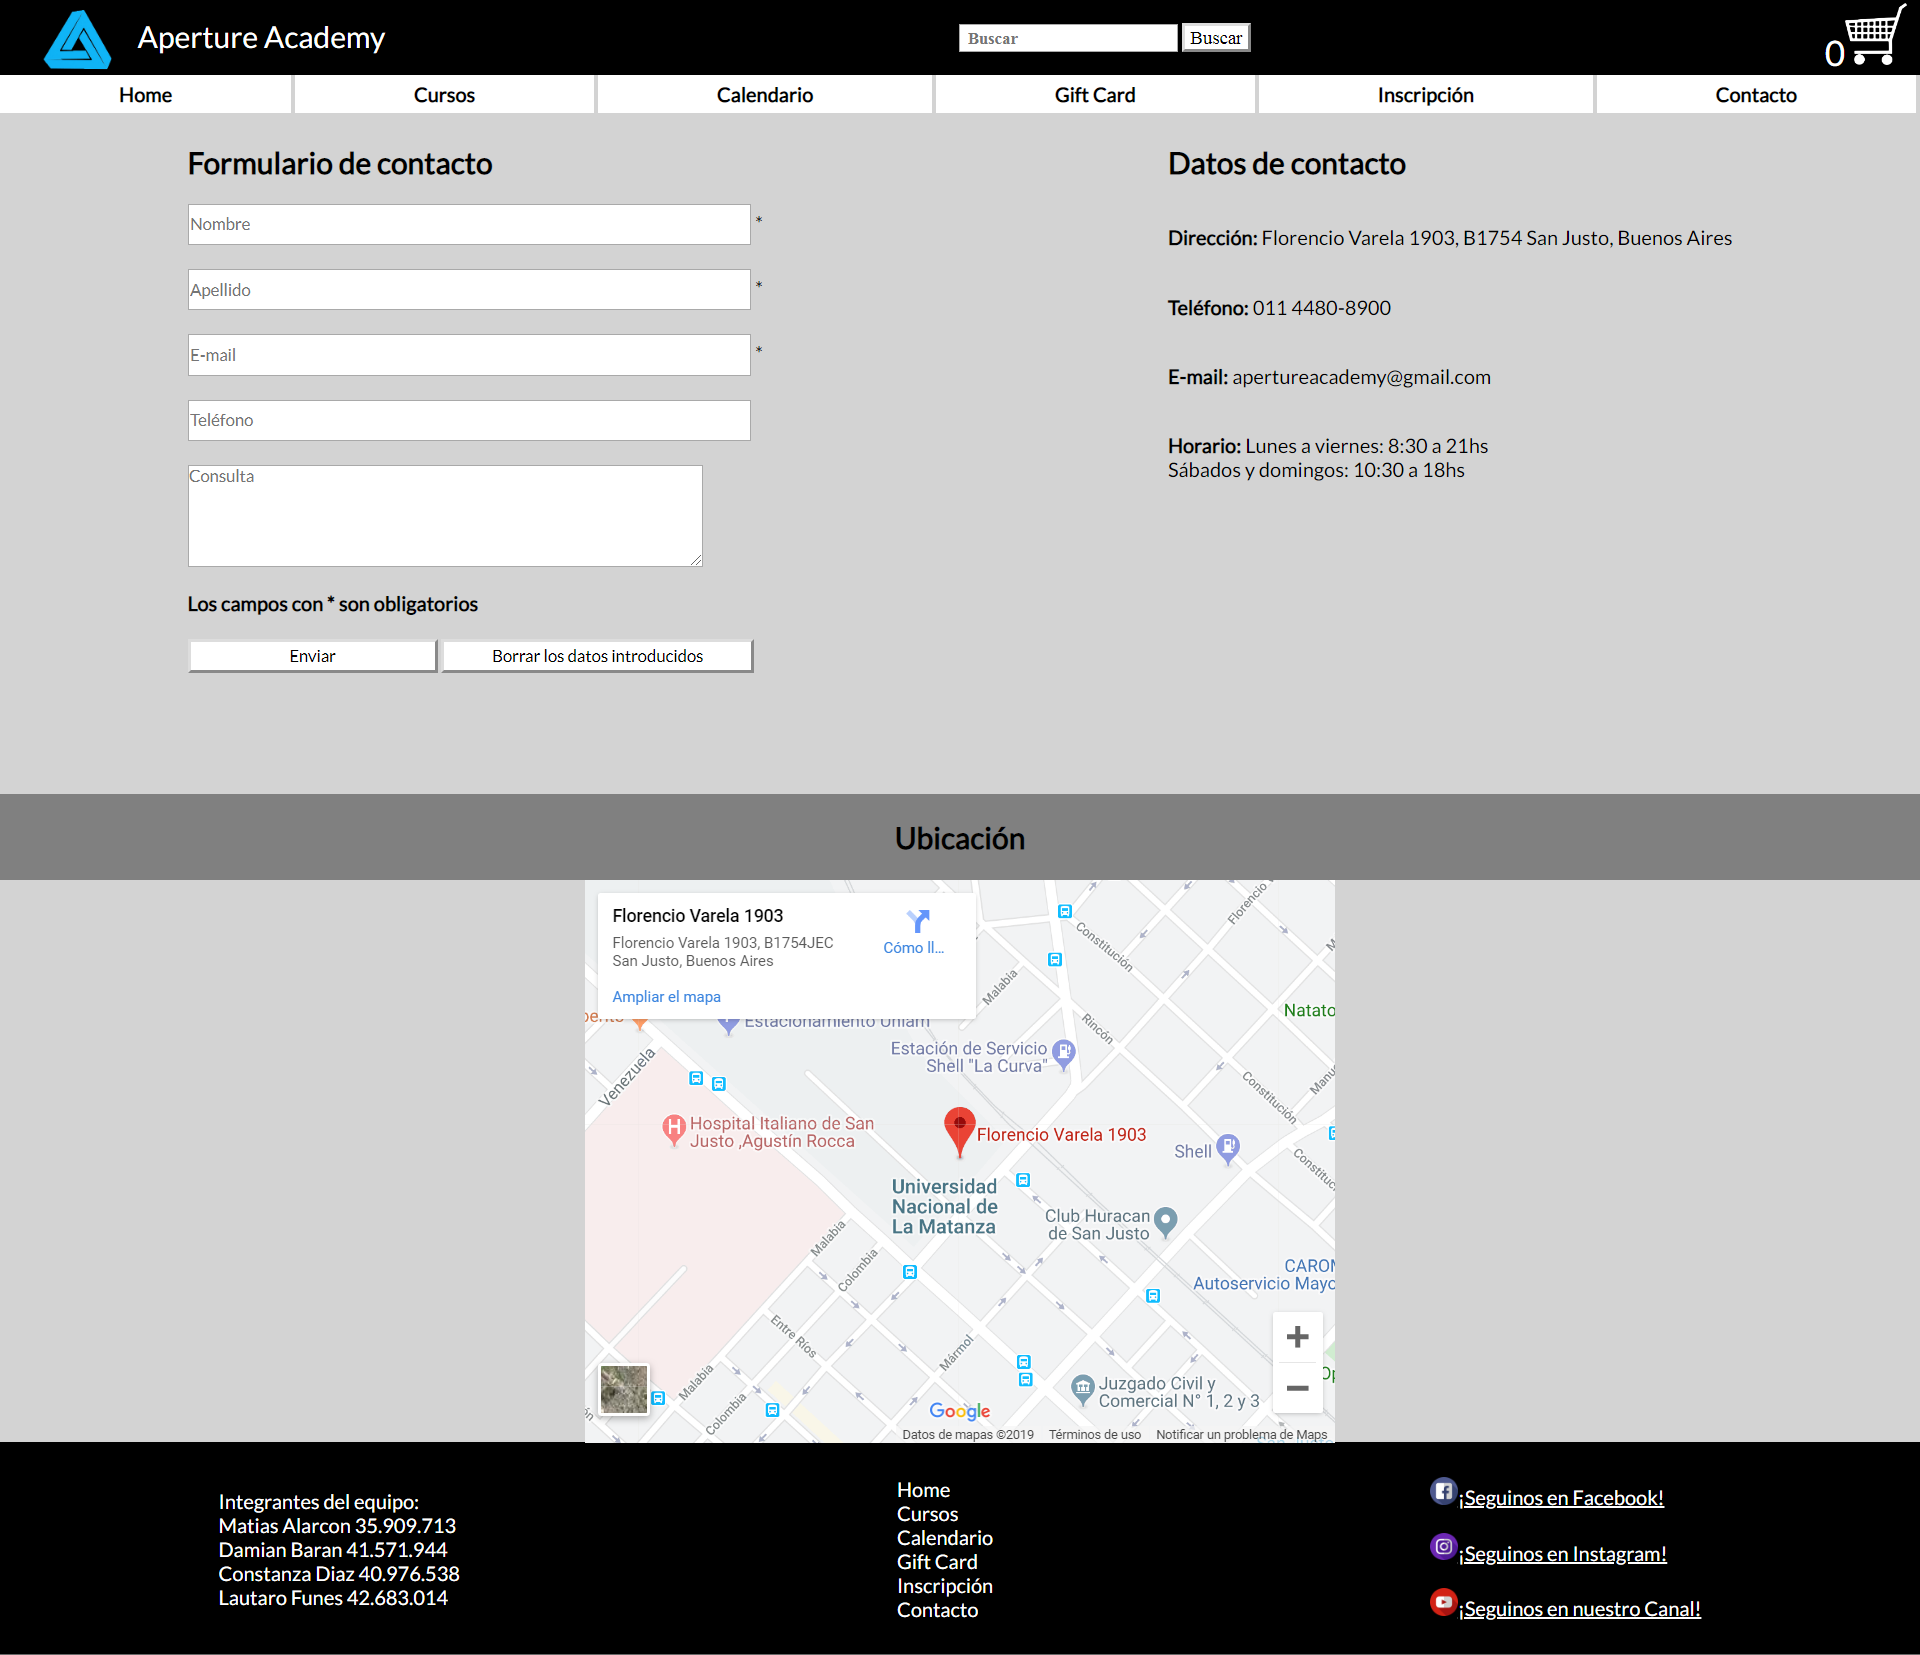 Aperture Academy
Buscar
Buscar
0
Home
Cursos
Calendario
Gift Card
Inscripción
Contacto
Formulario de contacto
Nombre
*
Apellido
*
E-mail
*
Teléfono
Consulta
Los campos con * son obligatorios
Enviar
Borrar los datos introducidos
Datos de contacto
Dirección: Florencio Varela 1903, B1754 San Justo, Buenos Aires
Teléfono: 011 4480-8900
E-mail: apertureacademy@gmail.com
Horario: Lunes a viernes: 8:30 a 21hs
Sábados y domingos: 10:30 a 18hs
Ubicación
Florencio Varela 1903
Florencio Varela 1903, B1754JEC
San Justo, Buenos Aires
Cómo ll...
Ampliar el mapa
Florencio V
Constitución
Malabia
Rincón
Natato
Estacionamiento Unlam
Estación de Servicio
Shell "La Curva"
Venezuela
Constitución
Manu
Hospital Italiano de San
Justo ,Agustín Rocca
H
Florencio Varela 1903
Shell
Constituc
Universidad
Nacional de
La Matanza
Club Huracan
de San Justo
Malabia
Colombia
CARO
Autoservicio Mayo
Entre Ríos
Mármol
Malabia
Colombia
Juzgado Civil y
Comercial N° 1, 2 y 3
+
−
Google
Datos de mapas ©2019
Términos de uso
Notificar un problema de Maps
Integrantes del equipo:
Matias Alarcon 35.909.713
Damian Baran 41.571.944
Constanza Diaz 40.976.538
Lautaro Funes 42.683.014
Home
Cursos
Calendario
Gift Card
Inscripción
Contacto
¡Seguinos en Facebook!
¡Seguinos en Instagram!
¡Seguinos en nuestro Canal!